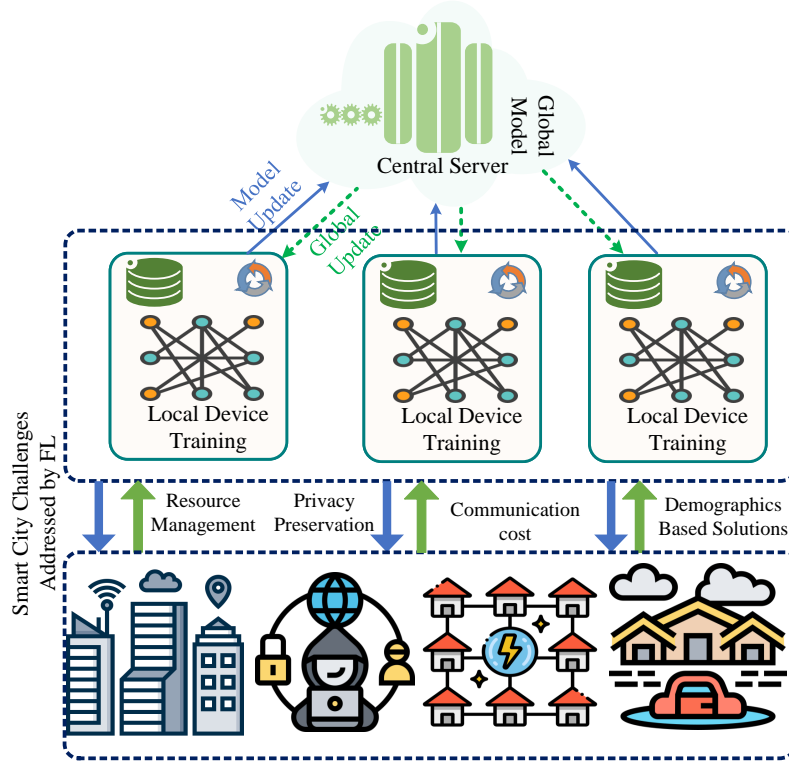 Global
Model
Central Server
Model
Update
Global
Update
Local Device
Training
Local Device
Training
Local Device
Training
Smart City Challenges
Addressed by FL
Resource
Management
Privacy
Preservation
Communication
cost
Demographics
Based Solutions